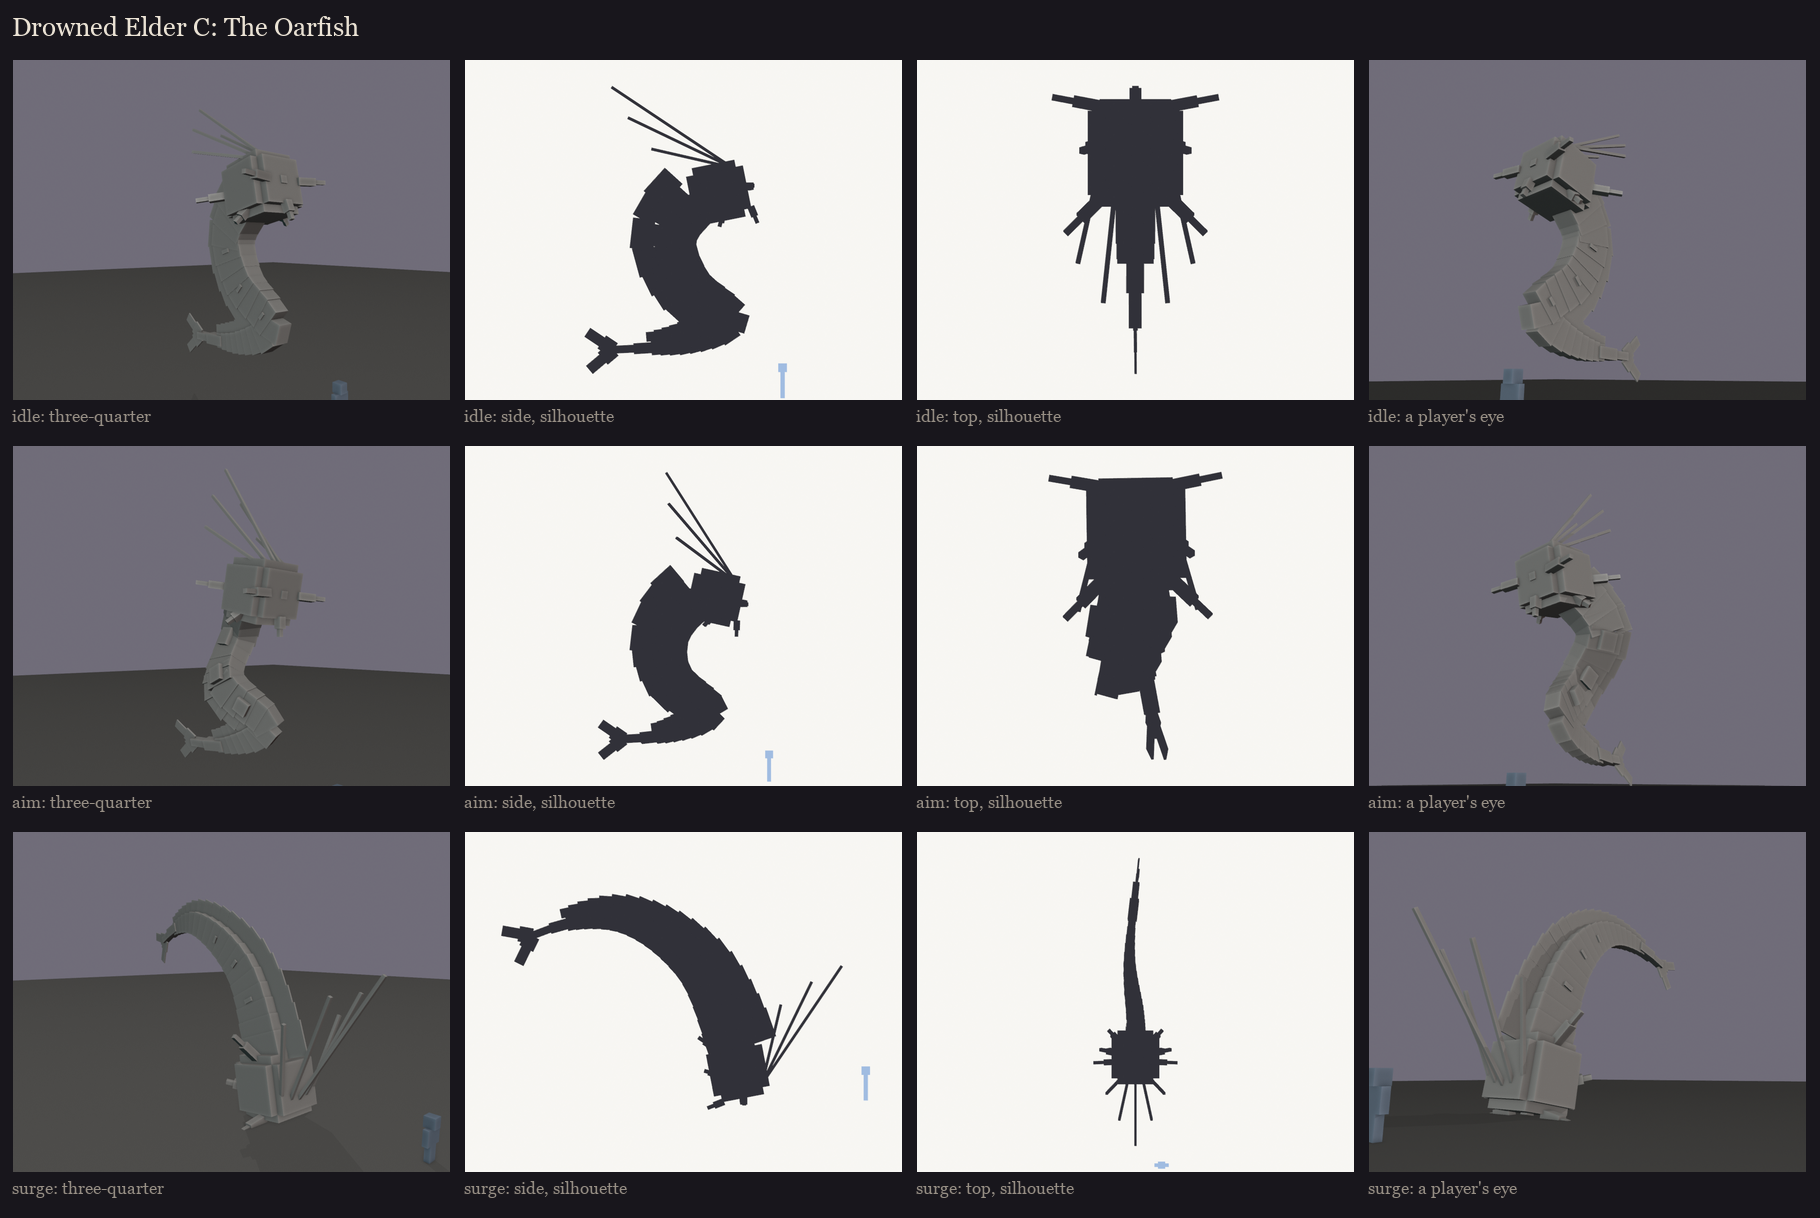 Drowned Elder C: The Oarfish
idle: three-quarter
idle: side, silhouette
idle: top, silhouette
idle: a player's eye
aim: three-quarter
aim: side, silhouette
aim: top, silhouette
aim: a player's eye
surge: three-quarter
surge: side, silhouette
surge: top, silhouette
surge: a player's eye